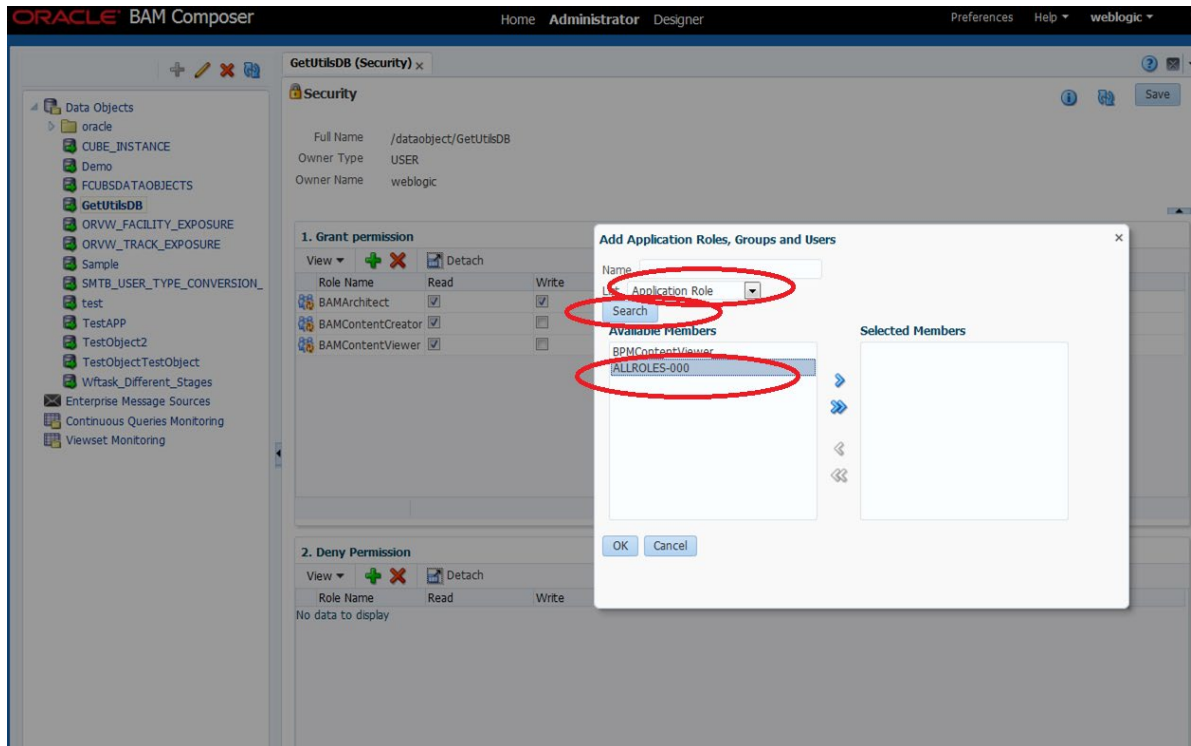 ORACLE BAM Composer
Home Administrator Designer
Preferences Help weblogic
Data Objects
oracle
CUBE_INSTANCE
Demo
FCUBSDATAOBJECTS
GetUtilsDB
ORVW_FACILITY_EXPOSURE
ORVW_TRACK_EXPOSURE
Sample
SMTB_USER_TYPE_CONVERSION_
test
TestAPP
TestObject2
TestObjectTestObject
Wftask_Different_Stages
Enterprise Message Sources
Continuous Queries Monitoring
Viewset Monitoring
GetUtilsDB (Security)
Security
Save
Full Name /dataobject/GetUtilsDB
Owner Type USER
Owner Name weblogic
1. Grant permission
View Detach
Role Name Read Write
BAMArchitect
BAMContentCreator
BAMContentViewer
2. Deny Permission
View Detach
Role Name Read Write
No data to display
Add Application Roles, Groups and Users
Name
Application Role
Search
Available Members
BPMContentViewer
ALLROLES-000
Selected Members
OK Cancel